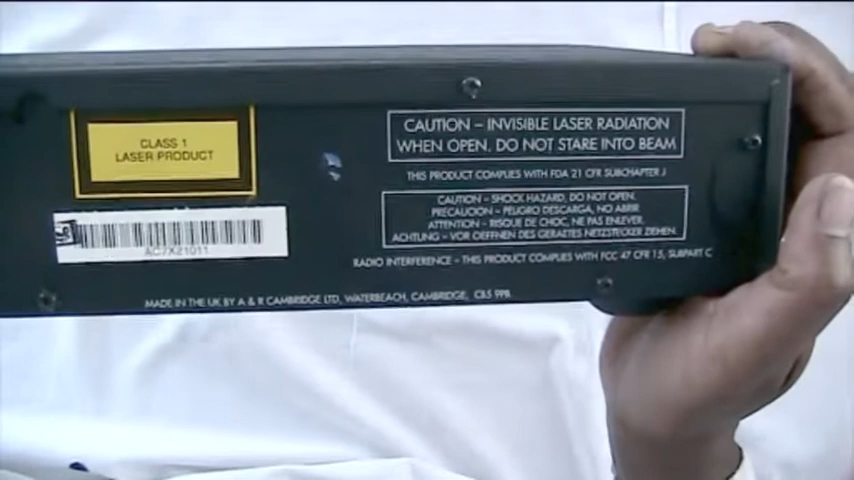 CLASS 1
LASER PRODUCT
AC7X21011
CAUTION – INVISIBLE LASER RADIATION
WHEN OPEN. DO NOT STARE INTO BEAM
THIS PRODUCT COMPLIES WITH FDA 21 CFR SUBCHAPTER J
CAUTION – SHOCK HAZARD, DO NOT OPEN.
PRECAUCION – PELIGRO DESCARGA, NO ABRIR.
ATTENTION – RISQUE DE CHOC, NE PAS ENLEVER.
ACHTUNG – VOR OEFFNEN DES GERAETES NETZSTECKER ZIEHEN.
RADIO INTERFERENCE – THIS PRODUCT COMPLIES WITH FCC 47 CFR 15, SUBPART C
MADE IN THE UK BY A & R CAMBRIDGE LTD, WATERBEACH, CAMBRIDGE, CB5 9PB